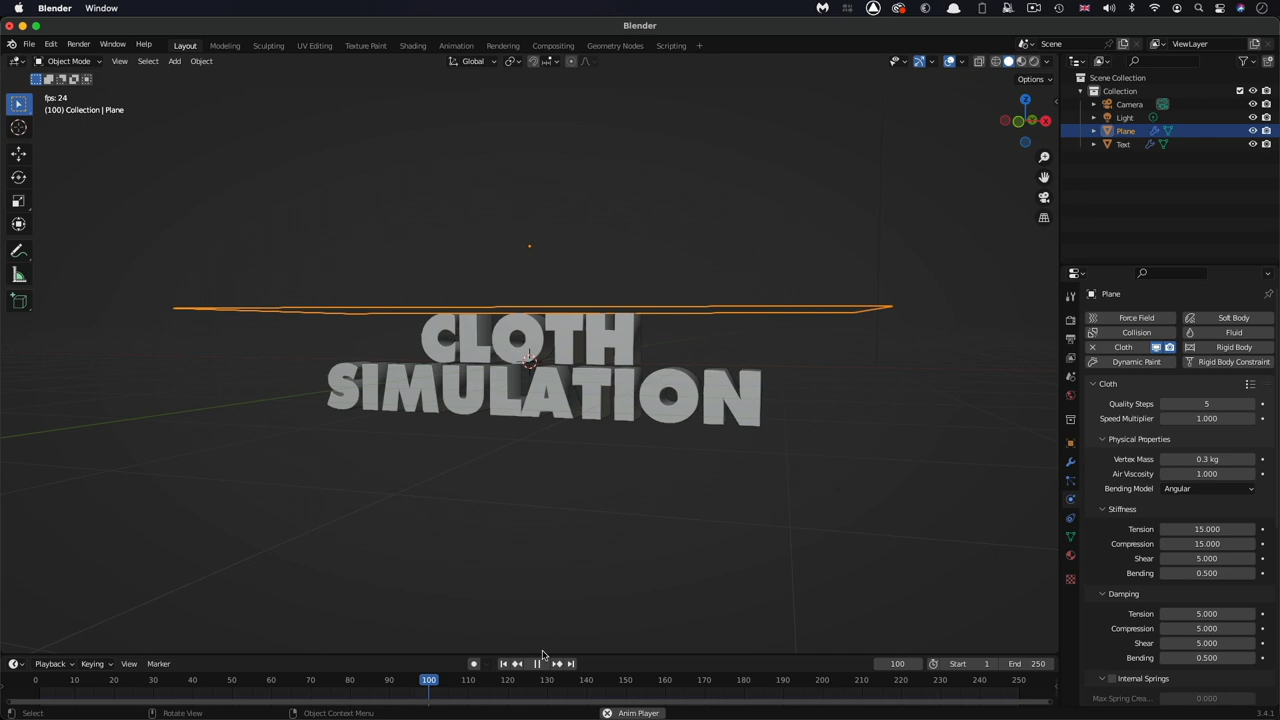 Blender Window
Blender
File Edit Render Window Help Layout Modeling Sculpting UV Editing Texture Paint Shading Animation Rendering Compositing Geometry Nodes Scripting + Scene ViewLayer
Object Mode View Select Add Object Global
Options
fps: 24
(100) Collection | Plane
Z
X
Scene Collection
Collection
Camera
Light
Plane
Text
CLOTH
SIMULATION
Plane
Force Field Soft Body
Collision Fluid
Cloth Rigid Body
Dynamic Paint Rigid Body Constraint
Cloth
Quality Steps 5
Speed Multiplier 1.000
Physical Properties
Vertex Mass 0.3 kg
Air Viscosity 1.000
Bending Model Angular
Stiffness
Tension 15.000
Compression 15.000
Shear 5.000
Bending 0.500
Damping
Tension 5.000
Compression 5.000
Shear 5.000
Bending 0.500
Internal Springs
Max Spring Crea... 0.000
Playback Keying View Marker 100 Start 1 End 250
0 10 20 30 40 50 60 70 80 90 100 110 120 130 140 150 160 170 180 190 200 210 220 230 240 250
Select Rotate View Object Context Menu Anim Player 3.4.1